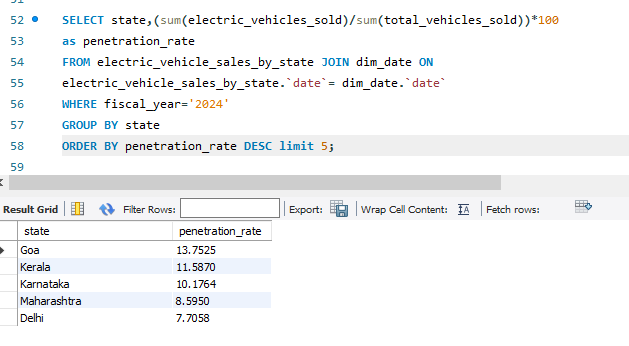 52 SELECT state,(sum(electric_vehicles_sold)/sum(total_vehicles_sold))*100
53 as penetration_rate
54 FROM electric_vehicle_sales_by_state JOIN dim_date ON
55 electric_vehicle_sales_by_state.`date`= dim_date.`date`
56 WHERE fiscal_year='2024'
57 GROUP BY state
58 ORDER BY penetration_rate DESC limit 5;
59
Result Grid Filter Rows: Export: Wrap Cell Content: IA Fetch rows:
state penetration_rate
Goa 13.7525
Kerala 11.5870
Karnataka 10.1764
Maharashtra 8.5950
Delhi 7.7058